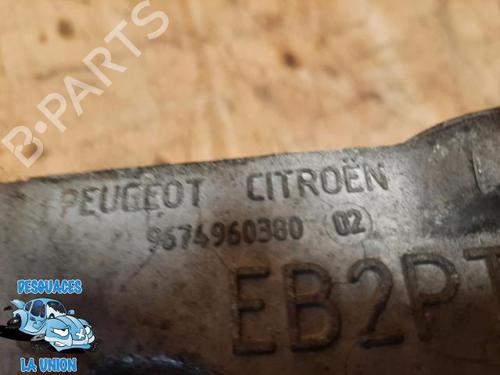 B-PARTS
PEUGEOT CITROËN
9674960380 02
EB2PT
DESGUACES
LA UNION